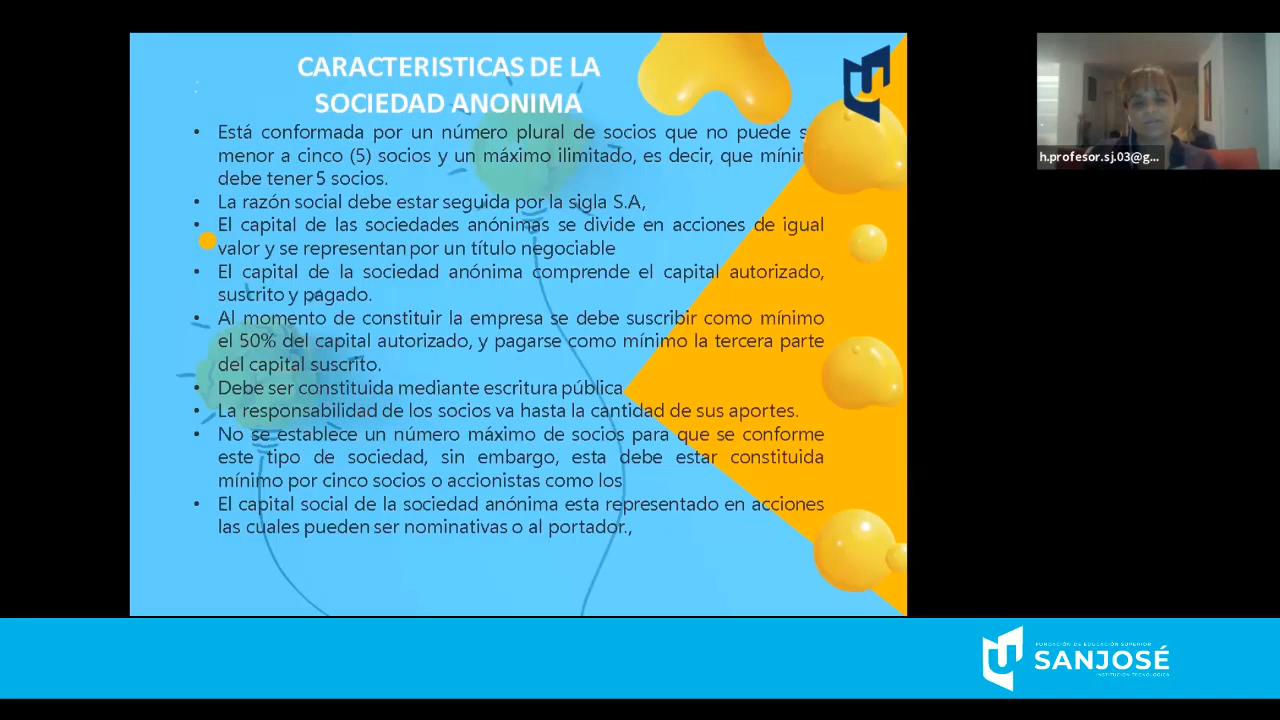 CARACTERISTICAS DE LA
SOCIEDAD ANONIMA
• Está conformada por un número plural de socios que no puede
menor a cinco (5) socios y un máximo ilimitado, es decir, que
debe tener 5 socios.
• La razón social debe estar seguida por la sigla S.A,
• El capital de las sociedades anónimas se divide en acciones de igual
valor y se representan por un título negociable
• El capital de la sociedad anónima comprende el capital autorizado,
suscrito y pagado.
• Al momento de constituir la empresa se debe suscribir como mínimo
el 50% del capital autorizado, y pagarse como mínimo la tercera parte
del capital suscrito.
• Debe ser constituida mediante escritura pública
• La responsabilidad de los socios va hasta la cantidad de sus aportes.
• No se establece un número máximo de socios para que se conforme
este tipo de sociedad, sin embargo, esta debe estar constituida
mínimo por cinco socios o accionistas como los
• El capital social de la sociedad anónima esta representado en acciones
las cuales pueden ser nominativas o al portador.,
h.profesor.sj.03@g...
FUNDACIÓN DE EDUCACIÓN SUPERIOR
SANJOSÉ
INSTITUCIÓN TECNOLÓGICA